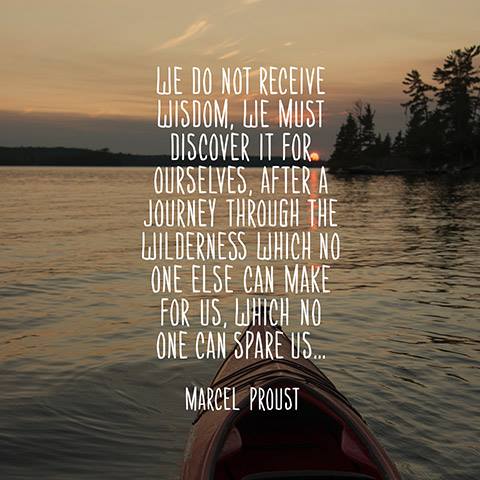 WE DO NOT RECEIVE
WISDOM, WE MUST
DISCOVER IT FOR
OURSELVES, AFTER A
JOURNEY THROUGH THE
WILDERNESS WHICH NO
ONE ELSE CAN MAKE
FOR US, WHICH NO
ONE CAN SPARE US...
MARCEL PROUST